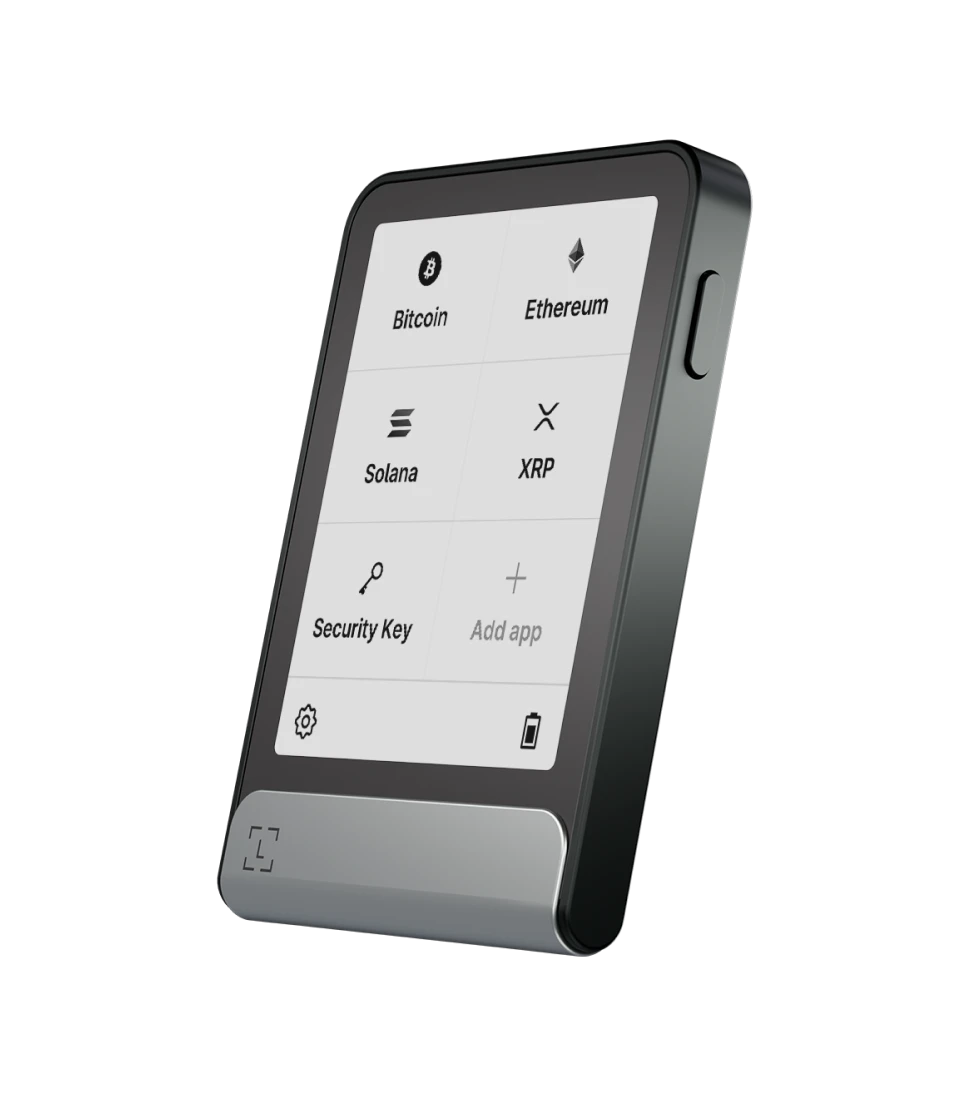 Bitcoin
Ethereum
Solana
XRP
Security Key
Add app